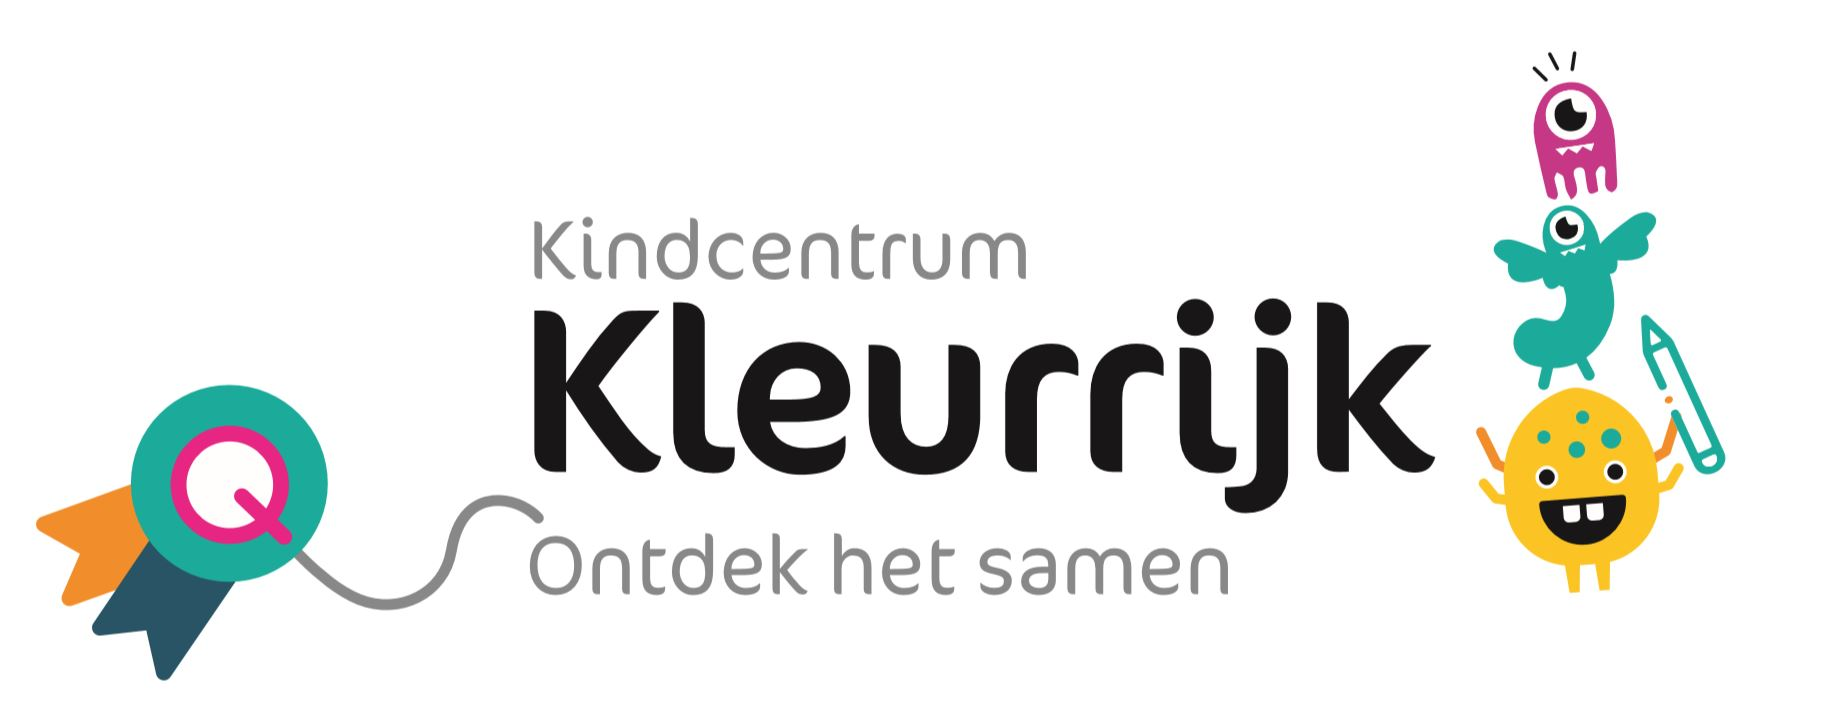 Kindcentrum
Kleurrijk
Q
Ontdek het samen